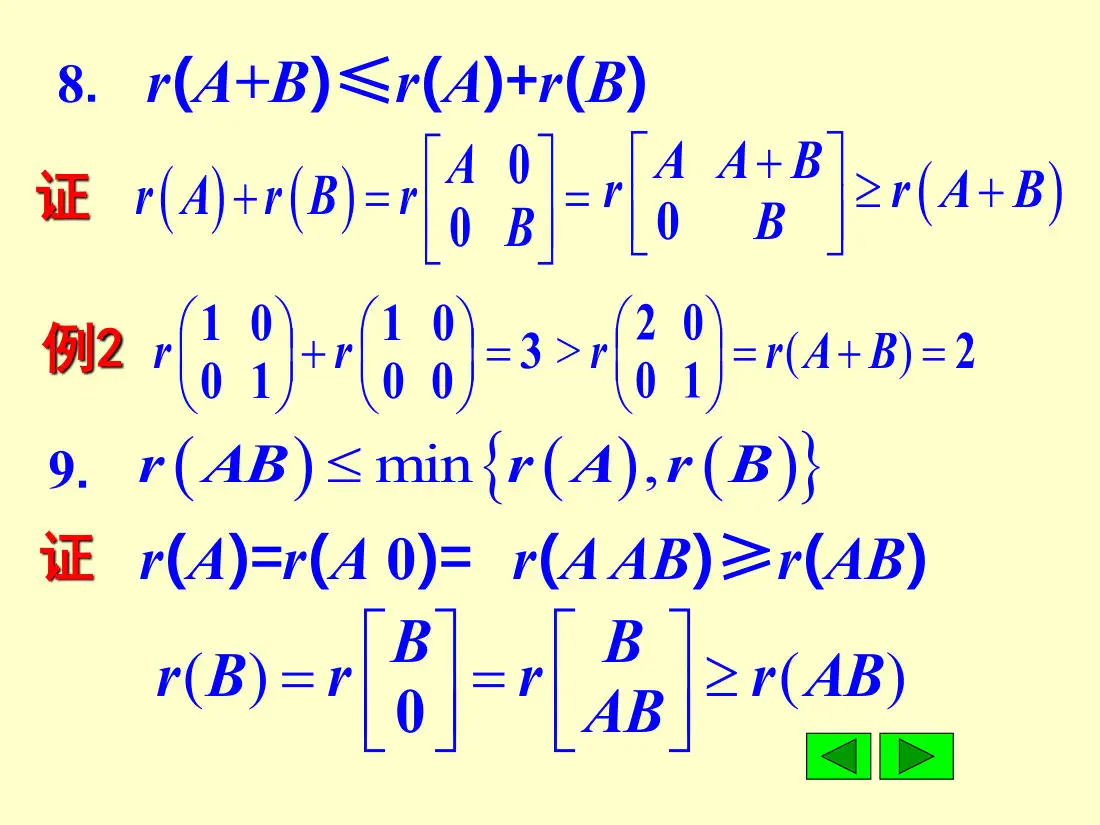 8. r(A+B)≤r(A)+r(B)
证 r(A)+r(B)=r[A 0; 0 B]=r[A A+B; 0 B]≥r(A+B)
例2 r(1 0; 0 1)+r(1 0; 0 0)=3>r(2 0; 0 1)=r(A+B)=2
9. r(AB)≤min{r(A),r(B)}
证 r(A)=r(A 0)= r(A AB)≥r(AB)
r(B)=r[B; 0]=r[B; AB]≥r(AB)